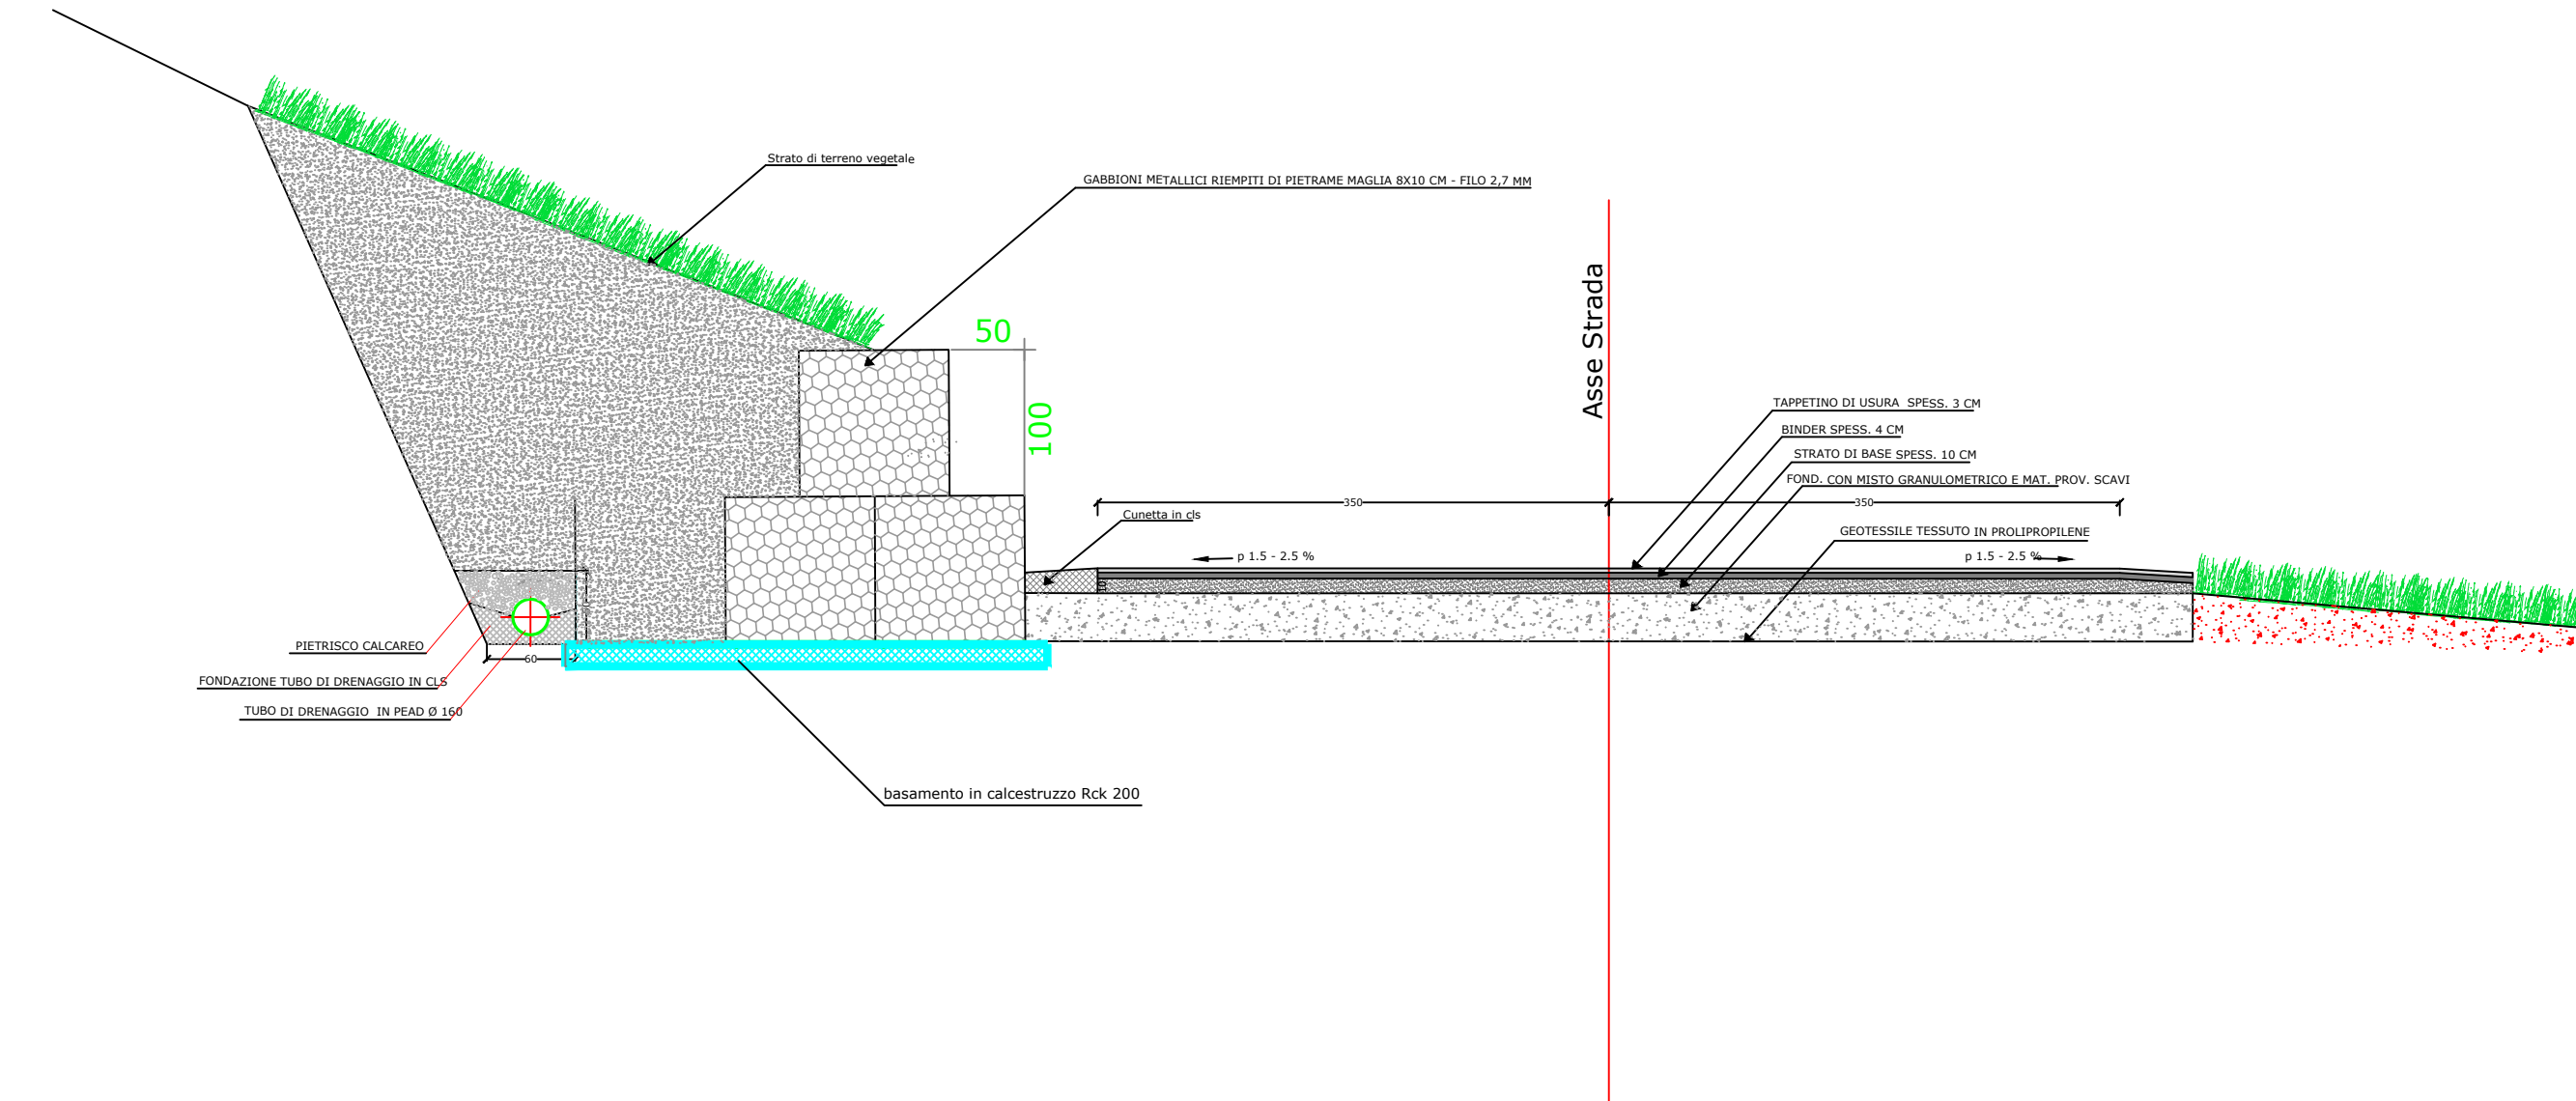 Strato di terreno vegetale
GABBIONI METALLICI RIEMPITI DI PIETRAME MAGLIA 8X10 CM - FILO 2,7 MM
50
100
Asse Strada
TAPPETINO DI USURA SPESS. 3 CM
BINDER SPESS. 4 CM
STRATO DI BASE SPESS. 10 CM
FOND. CON MISTO GRANULOMETRICO E MAT. PROV. SCAVI
350
350
Cunetta in cls
GEOTESSILE TESSUTO IN PROLIPROPILENE
p 1.5 - 2.5 %
p 1.5 - 2.5 %
10
PIETRISCO CALCAREO
60
FONDAZIONE TUBO DI DRENAGGIO IN CLS
TUBO DI DRENAGGIO IN PEAD Ø 160
basamento in calcestruzzo Rck 200